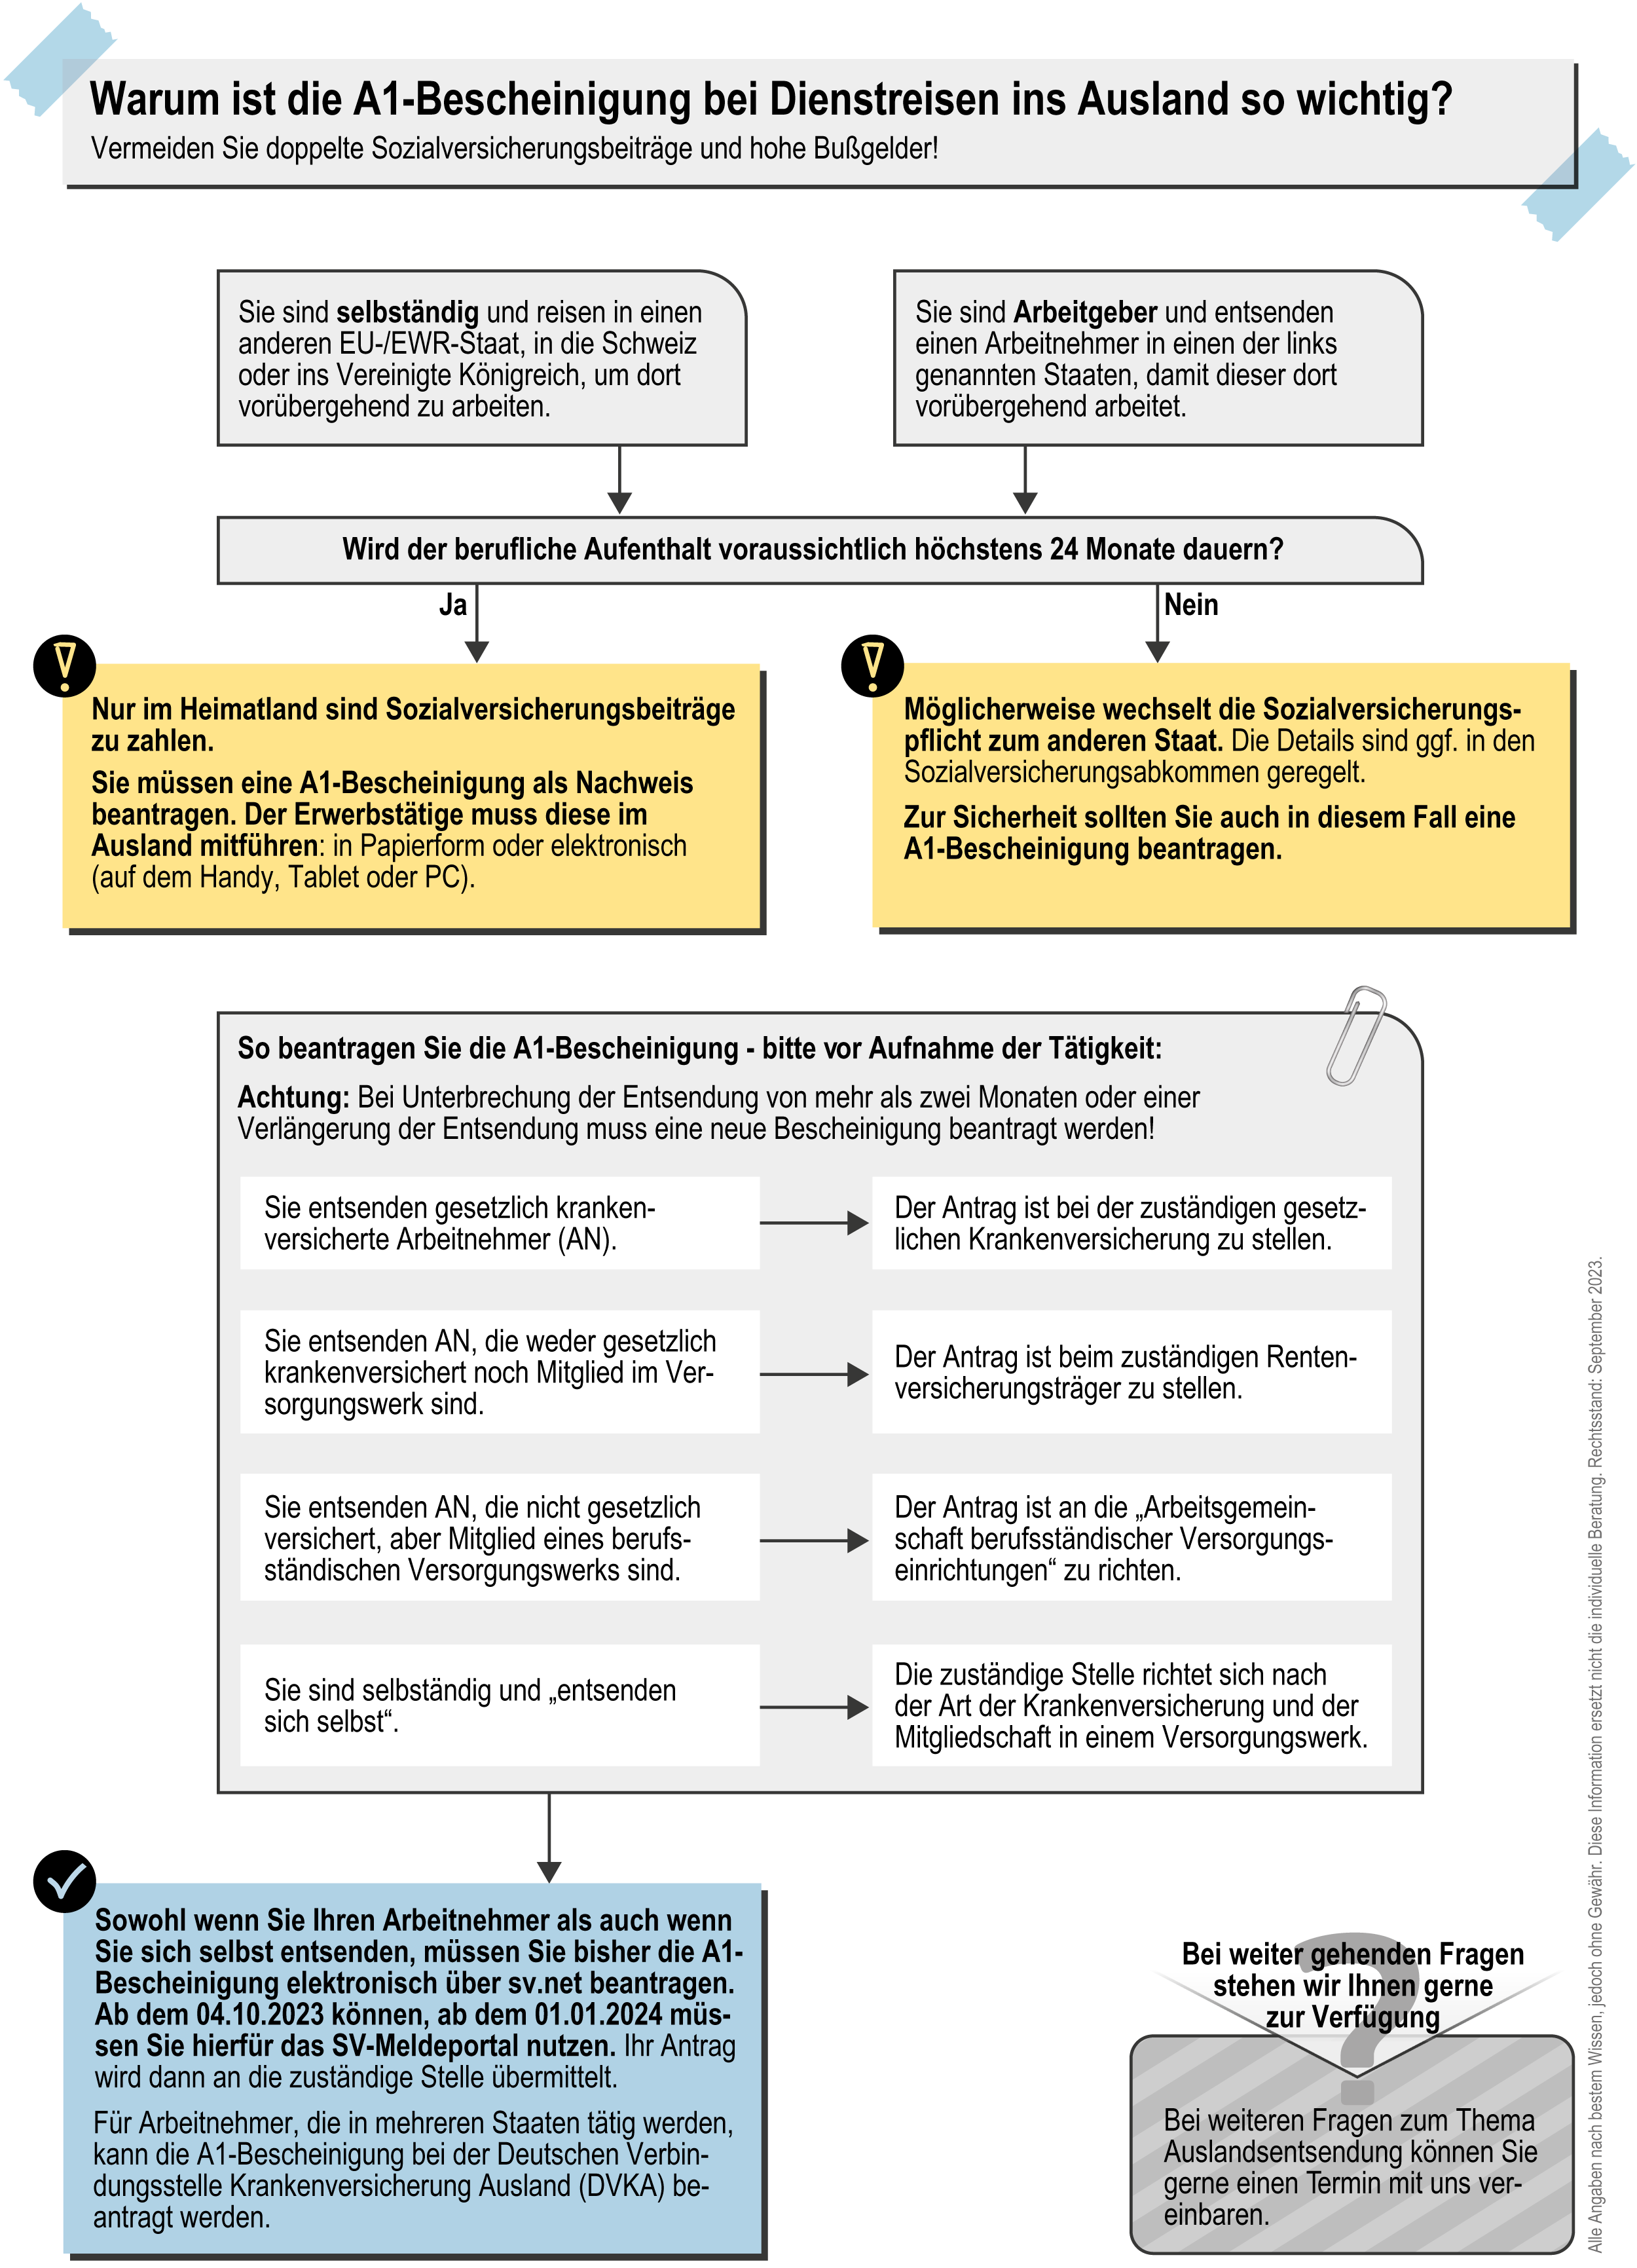 Warum ist die A1-Bescheinigung bei Dienstreisen ins Ausland so wichtig?
Vermeiden Sie doppelte Sozialversicherungsbeiträge und hohe Bußgelder!
Sie sind selbständig und reisen in einen
anderen EU-/EWR-Staat, in die Schweiz
oder ins Vereinigte Königreich, um dort
vorübergehend zu arbeiten.
Sie sind Arbeitgeber und entsenden
einen Arbeitnehmer in einen der links
genannten Staaten, damit dieser dort
vorübergehend arbeitet.
Wird der berufliche Aufenthalt voraussichtlich höchstens 24 Monate dauern?
Ja
Nein
Nur im Heimatland sind Sozialversicherungsbeiträge
zu zahlen.
Sie müssen eine A1-Bescheinigung als Nachweis
beantragen. Der Erwerbstätige muss diese im
Ausland mitführen: in Papierform oder elektronisch
(auf dem Handy, Tablet oder PC).
Möglicherweise wechselt die Sozialversicherungs-
pflicht zum anderen Staat. Die Details sind ggf. in den
Sozialversicherungsabkommen geregelt.
Zur Sicherheit sollten Sie auch in diesem Fall eine
A1-Bescheinigung beantragen.
So beantragen Sie die A1-Bescheinigung - bitte vor Aufnahme der Tätigkeit:
Achtung: Bei Unterbrechung der Entsendung von mehr als zwei Monaten oder einer
Verlängerung der Entsendung muss eine neue Bescheinigung beantragt werden!
Sie entsenden gesetzlich kranken-
versicherte Arbeitnehmer (AN).
Der Antrag ist bei der zuständigen gesetz-
lichen Krankenversicherung zu stellen.
Sie entsenden AN, die weder gesetzlich
krankenversichert noch Mitglied im Ver-
sorgungswerk sind.
Der Antrag ist beim zuständigen Renten-
versicherungsträger zu stellen.
Sie entsenden AN, die nicht gesetzlich
versichert, aber Mitglied eines berufs-
ständischen Versorgungswerks sind.
Der Antrag ist an die „Arbeitsgemein-
schaft berufsständischer Versorgungs-
einrichtungen“ zu richten.
Sie sind selbständig und „entsenden
sich selbst“.
Die zuständige Stelle richtet sich nach
der Art der Krankenversicherung und der
Mitgliedschaft in einem Versorgungswerk.
Sowohl wenn Sie Ihren Arbeitnehmer als auch wenn
Sie sich selbst entsenden, müssen Sie bisher die A1-
Bescheinigung elektronisch über sv.net beantragen.
Ab dem 04.10.2023 können, ab dem 01.01.2024 müs-
sen Sie hierfür das SV-Meldeportal nutzen. Ihr Antrag
wird dann an die zuständige Stelle übermittelt.
Für Arbeitnehmer, die in mehreren Staaten tätig werden,
kann die A1-Bescheinigung bei der Deutschen Verbin-
dungsstelle Krankenversicherung Ausland (DVKA) be-
antragt werden.
Bei weiter gehenden Fragen
stehen wir Ihnen gerne
zur Verfügung
?
Bei weiteren Fragen zum Thema
Auslandsentsendung können Sie
gerne einen Termin mit uns ver-
einbaren.
Alle Angaben nach bestem Wissen, jedoch ohne Gewähr. Diese Information ersetzt nicht die individuelle Beratung. Rechtsstand: September 2023.